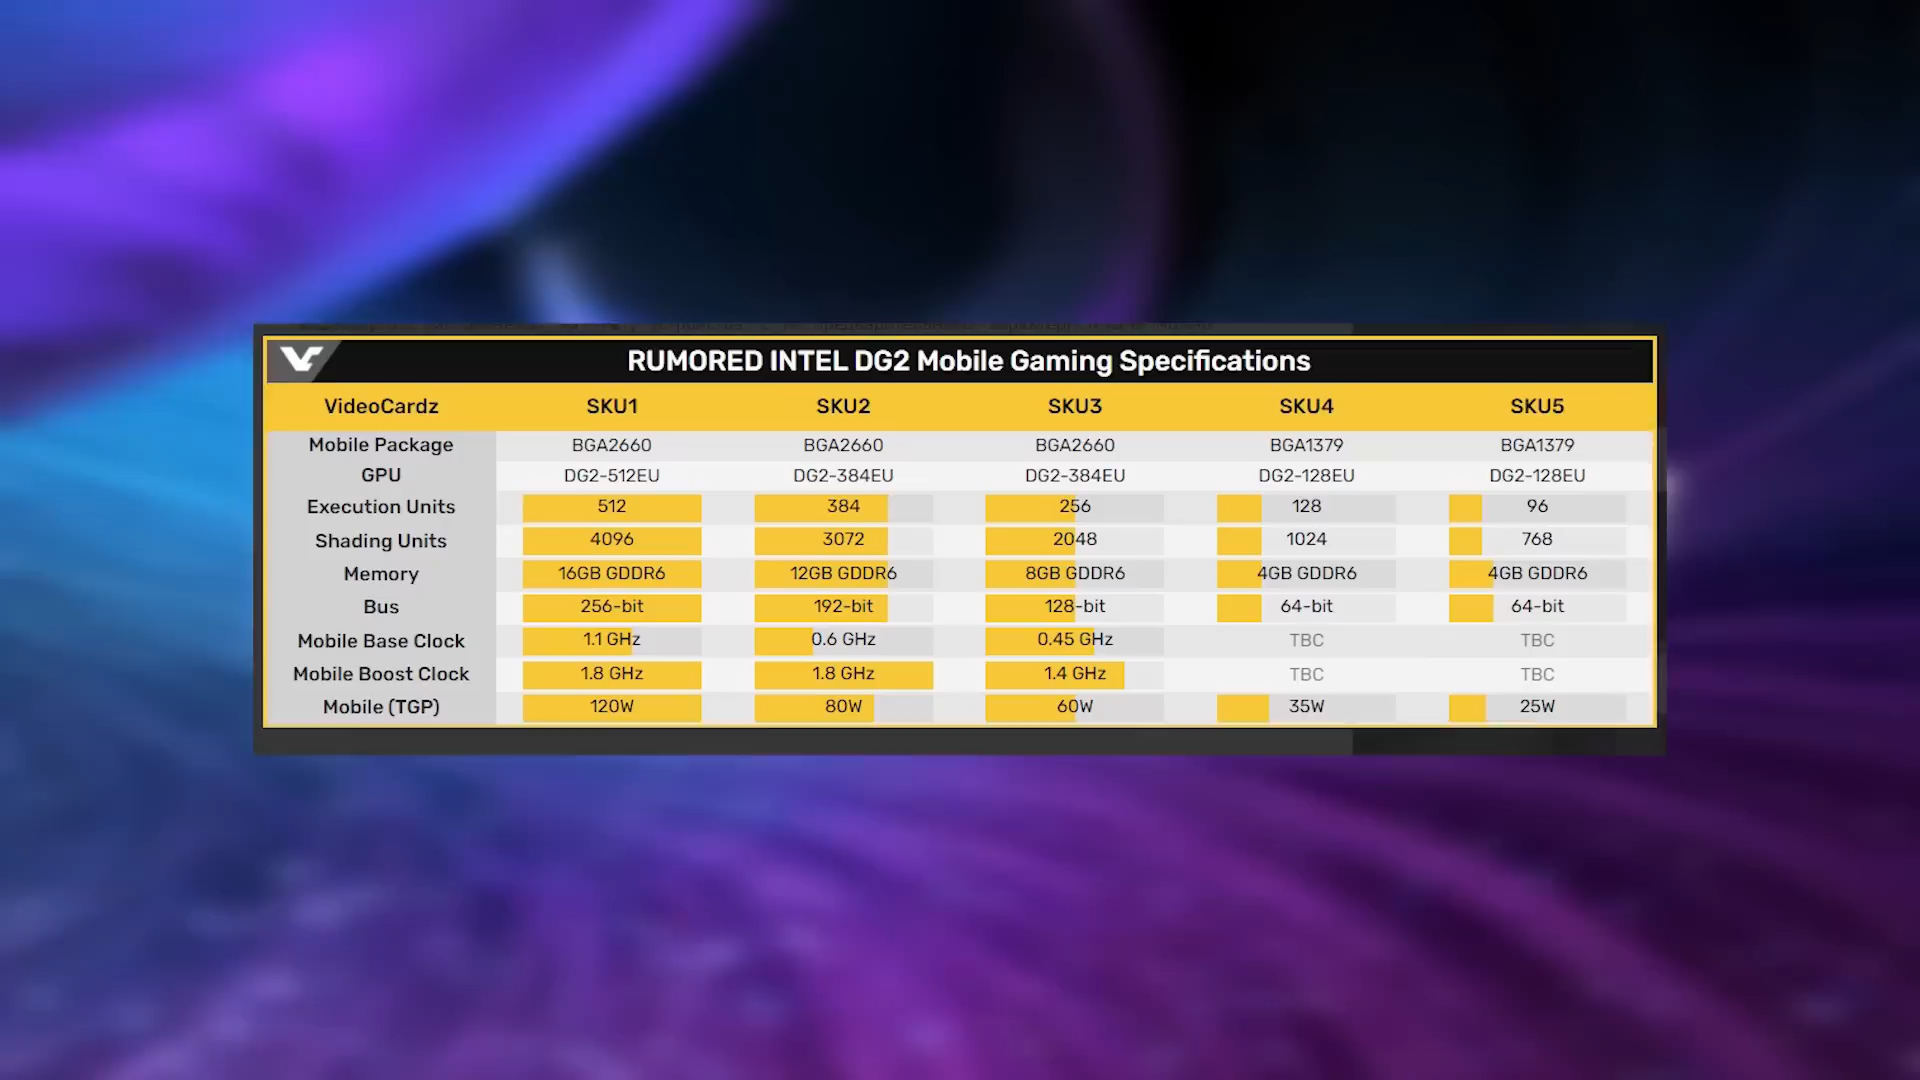 RUMORED INTEL DG2 Mobile Gaming Specifications
VideoCardz SKU1 SKU2 SKU3 SKU4 SKU5
Mobile Package BGA2660 BGA2660 BGA2660 BGA1379 BGA1379
GPU DG2-512EU DG2-384EU DG2-384EU DG2-128EU DG2-128EU
Execution Units 512 384 256 128 96
Shading Units 4096 3072 2048 1024 768
Memory 16GB GDDR6 12GB GDDR6 8GB GDDR6 4GB GDDR6 4GB GDDR6
Bus 256-bit 192-bit 128-bit 64-bit 64-bit
Mobile Base Clock 1.1 GHz 0.6 GHz 0.45 GHz TBC TBC
Mobile Boost Clock 1.8 GHz 1.8 GHz 1.4 GHz TBC TBC
Mobile (TGP) 120W 80W 60W 35W 25W